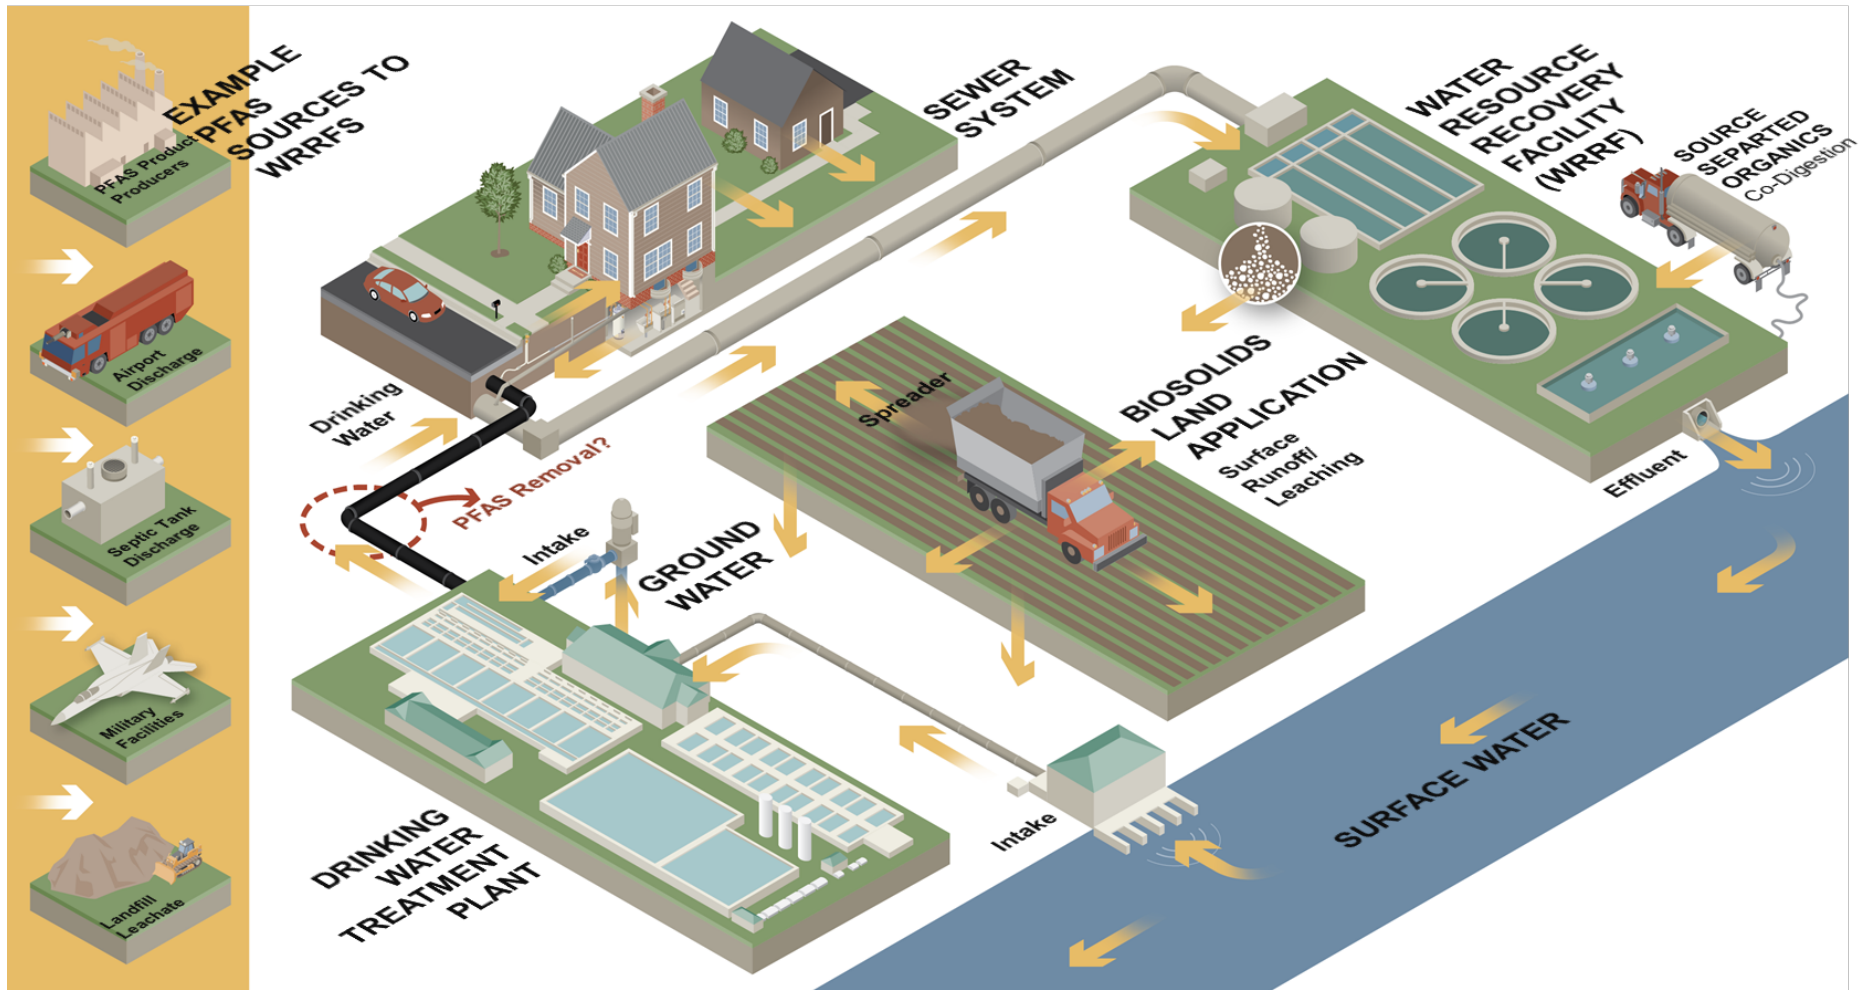 EXAMPLE
PFAS
SOURCES TO
WRRFS
PFAS Product
Producers
Airport
Discharge
Septic Tank
Discharge
Military
Facilities
Landfill
Leachate
SEWER
SYSTEM
WATER
RESOURCE
RECOVERY
FACILITY
(WRRF)
SOURCE
SEPARTED
ORGANICS
Co-Digestion
Drinking
Water
PFAS Removal?
Spreader
BIOSOLIDS
LAND
APPLICATION
Surface
Runoff/
Leaching
Effluent
Intake
GROUND
WATER
DRINKING
WATER
TREATMENT
PLANT
Intake
SURFACE WATER